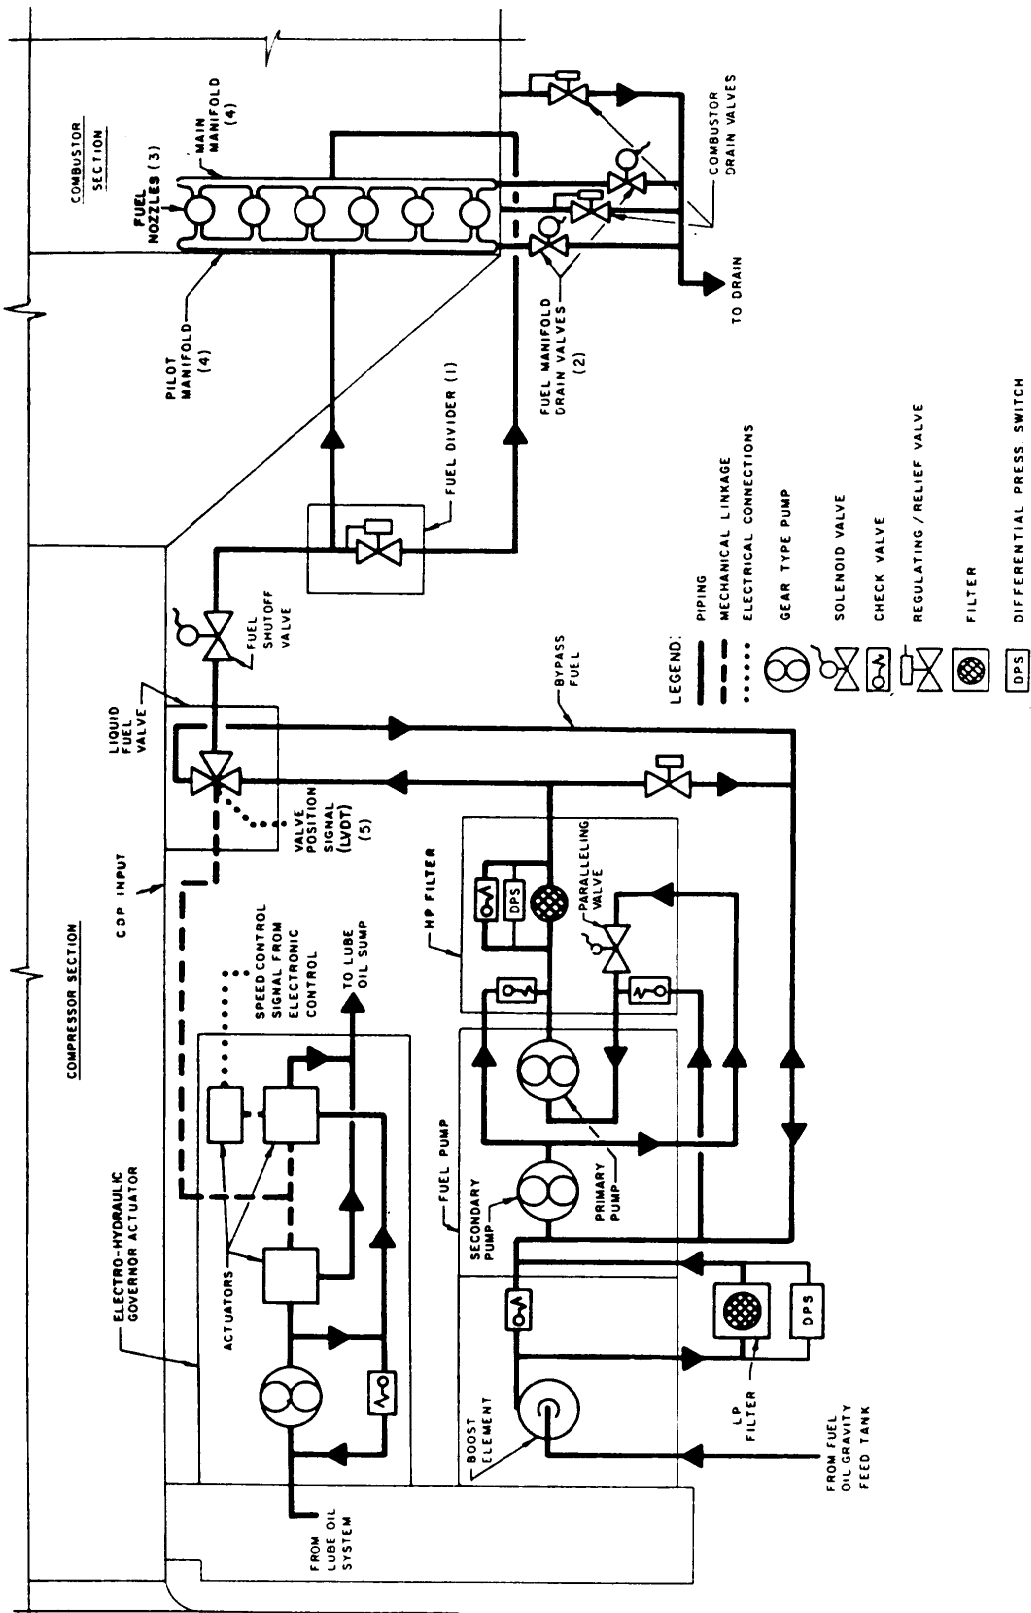 COMBUSTOR
SECTION
MAIN
MANIFOLD
(4)
FUEL
NOZZLES (3)
PILOT
MANIFOLD
(4)
COMBUSTOR
DRAIN VALVES
TO DRAIN
FUEL MANIFOLD
DRAIN VALVES
(2)
FUEL DIVIDER (1)
FUEL
SHUTOFF
VALVE
LIQUID
FUEL
VALVE
VALVE
POSITION
SIGNAL
(LVDT)
(5)
BYPASS
FUEL
CDP INPUT
COMPRESSOR SECTION
SPEED CONTROL
SIGNAL FROM
ELECTRONIC
CONTROL
TO LUBE
OIL SUMP
HP FILTER
DPS
PARALLELING
VALVE
ELECTRO-HYDRAULIC
GOVERNOR ACTUATOR
ACTUATORS
FUEL PUMP
SECONDARY
PUMP
PRIMARY
PUMP
BOOST
ELEMENT
LP
FILTER
DPS
FROM
LUBE OIL
SYSTEM
FROM FUEL
OIL GRAVITY
FEED TANK
LEGEND:
PIPING
MECHANICAL LINKAGE
ELECTRICAL CONNECTIONS
GEAR TYPE PUMP
SOLENOID VALVE
CHECK VALVE
REGULATING/RELIEF VALVE
FILTER
DPS
DIFFERENTIAL PRESS SWITCH